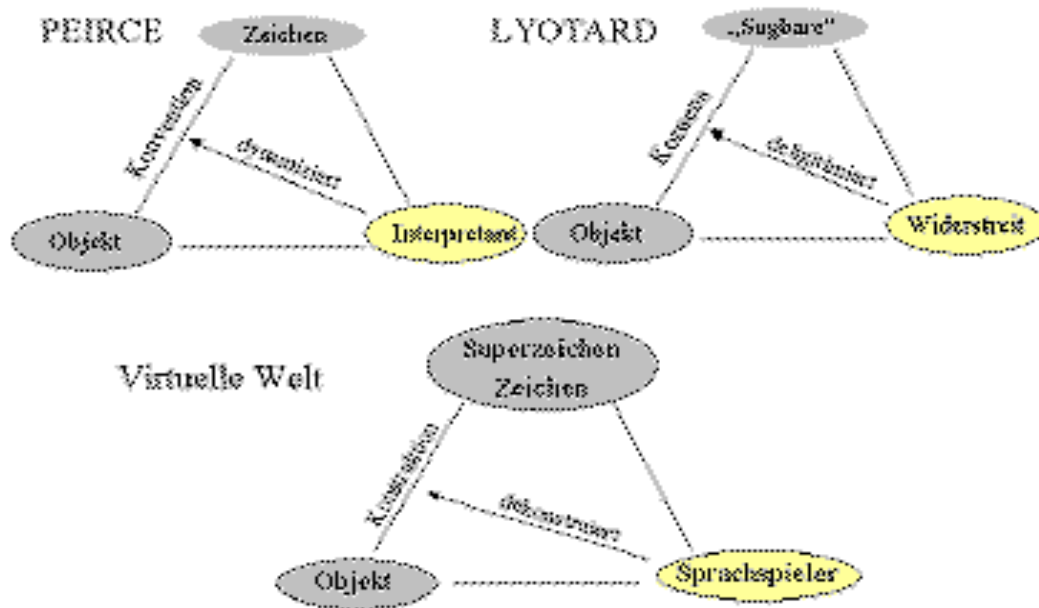 PEIRCE
Zeichen
Konvention
dynamisiert
Objekt
Interpretant
LYOTARD
„Sagbare“
Konsens
delegitimiert
Objekt
Widerstreit
Virtuelle Welt
Superzeichen
Zeichen
Konstruktion
dekonstruiert
Objekt
Sprachspieler